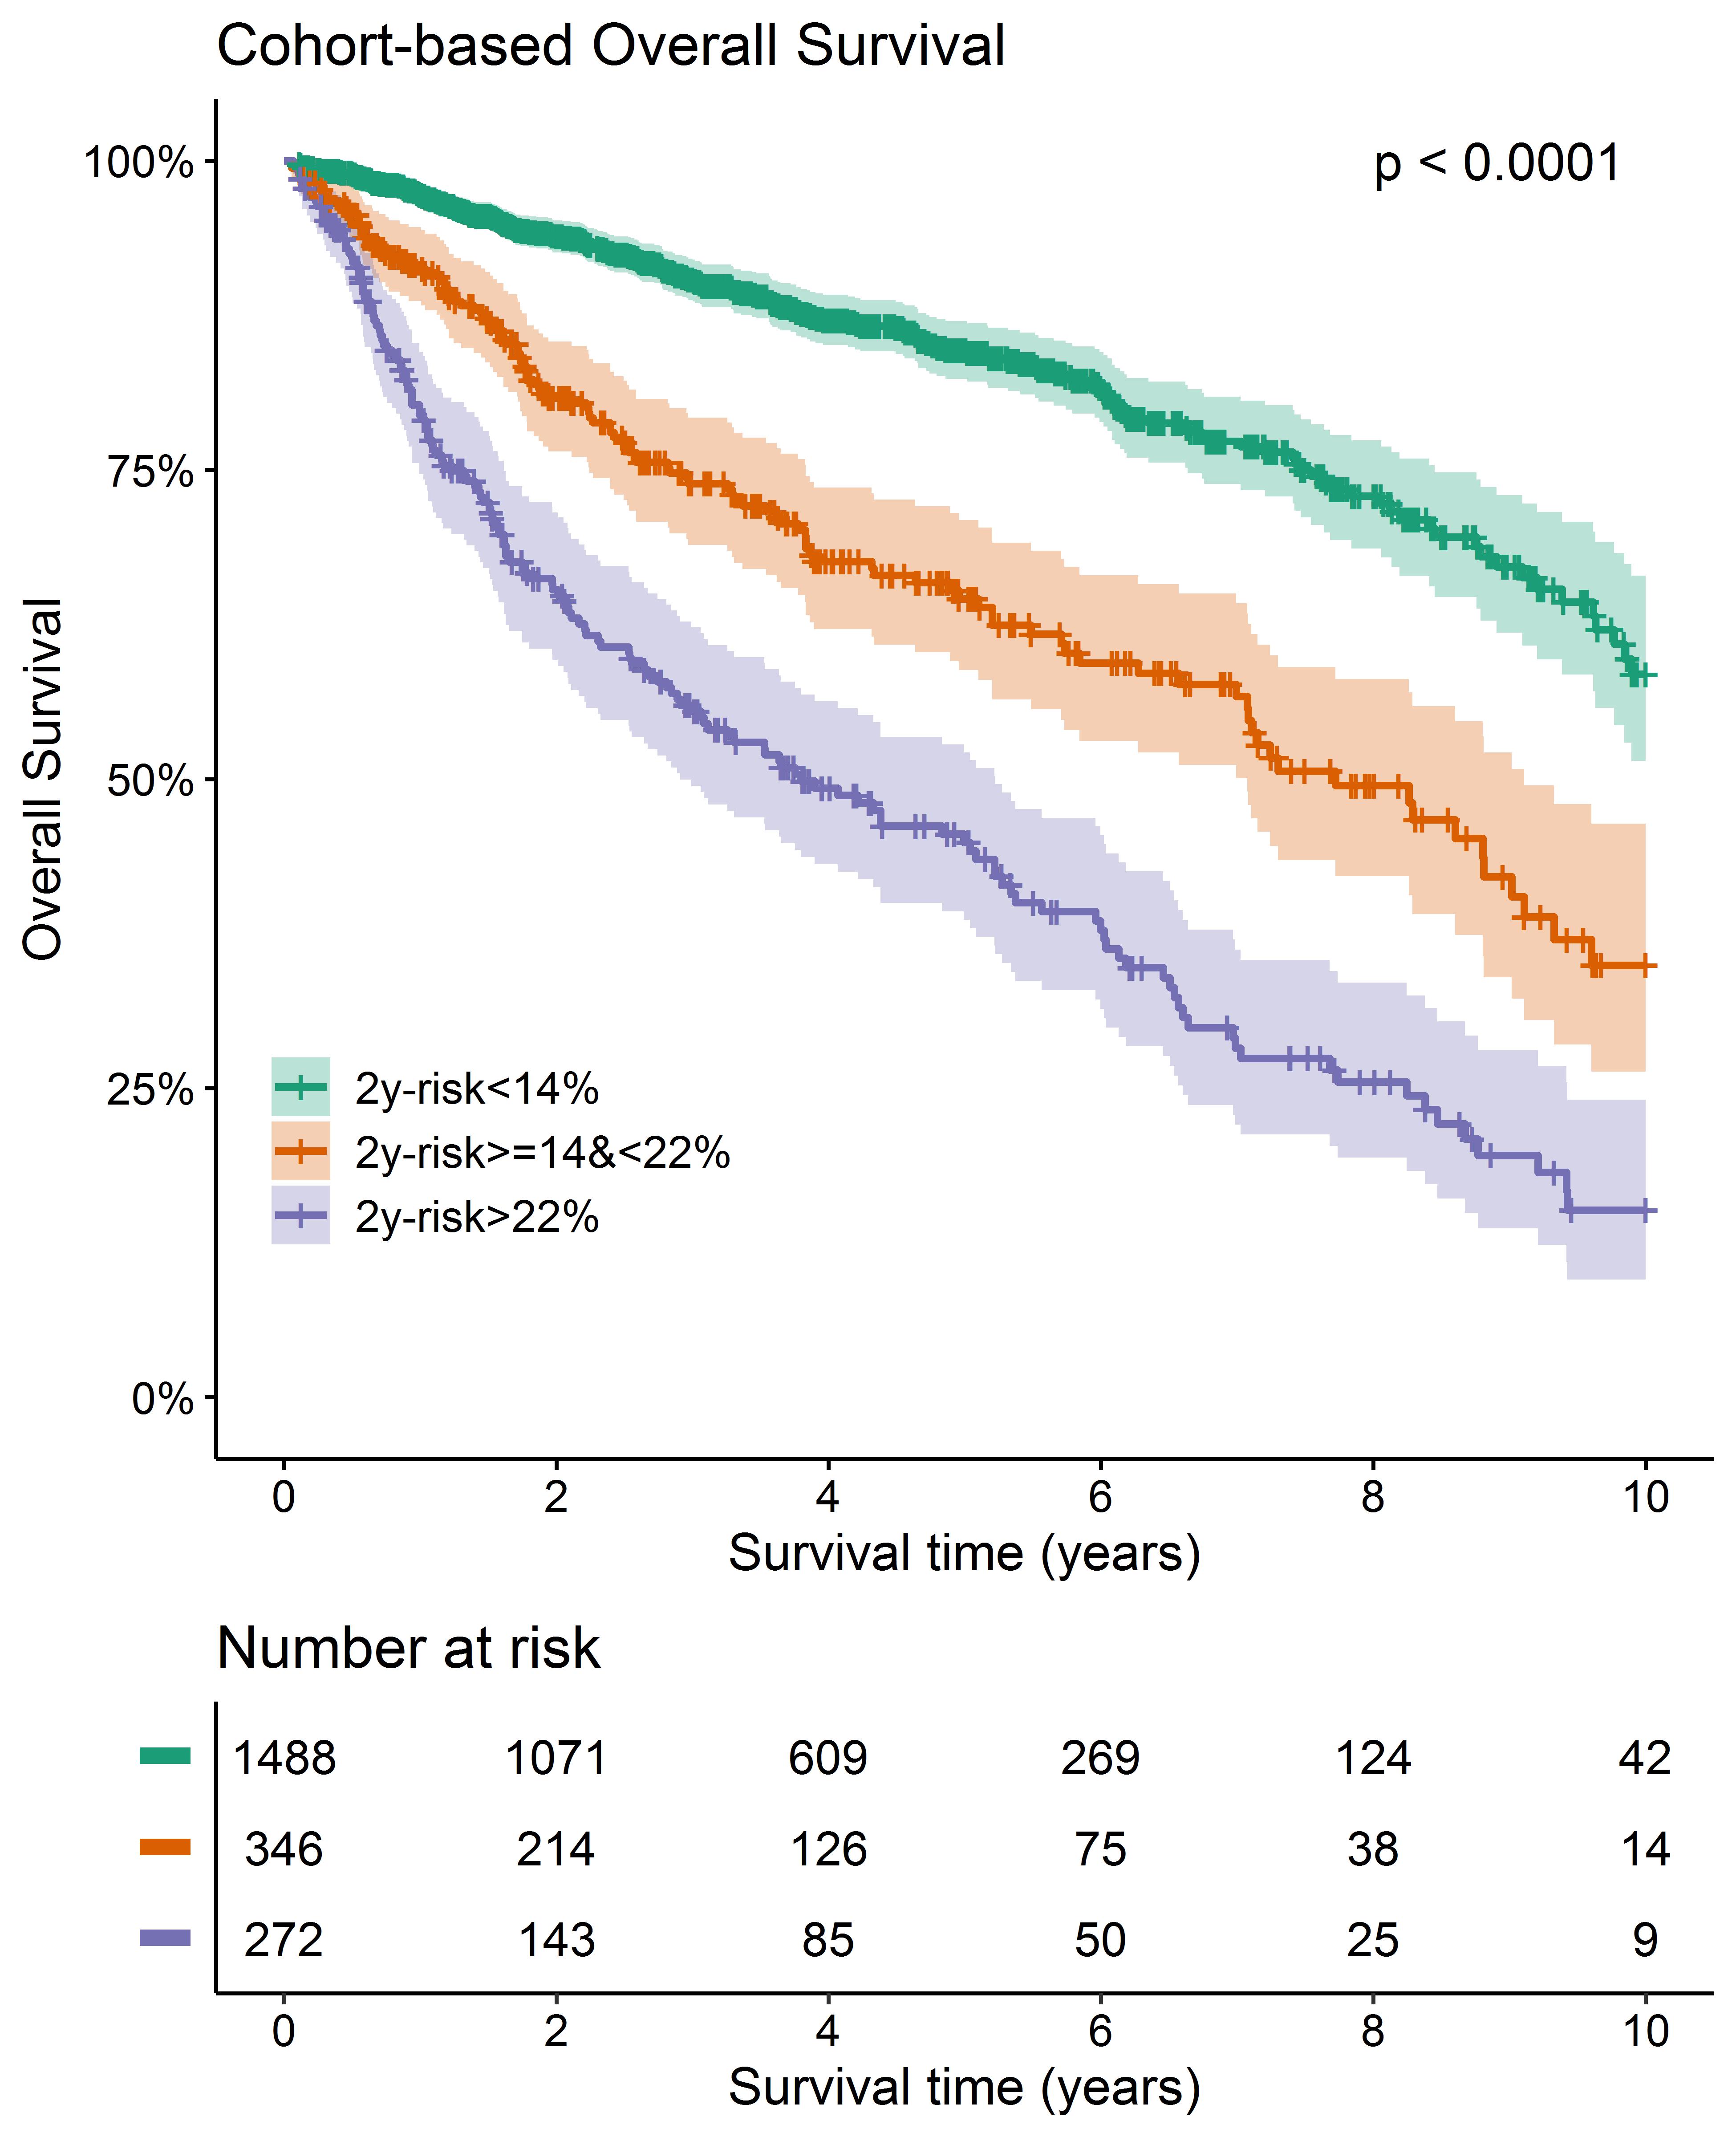 Cohort-based Overall Survival
p < 0.0001
100%
75%
50%
25%
0%
Overall Survival
2y-risk<14%
2y-risk>=14&<22%
2y-risk>22%
0 2 4 6 8 10
Survival time (years)
Number at risk
1488 1071 609 269 124 42
346 214 126 75 38 14
272 143 85 50 25 9
0 2 4 6 8 10
Survival time (years)